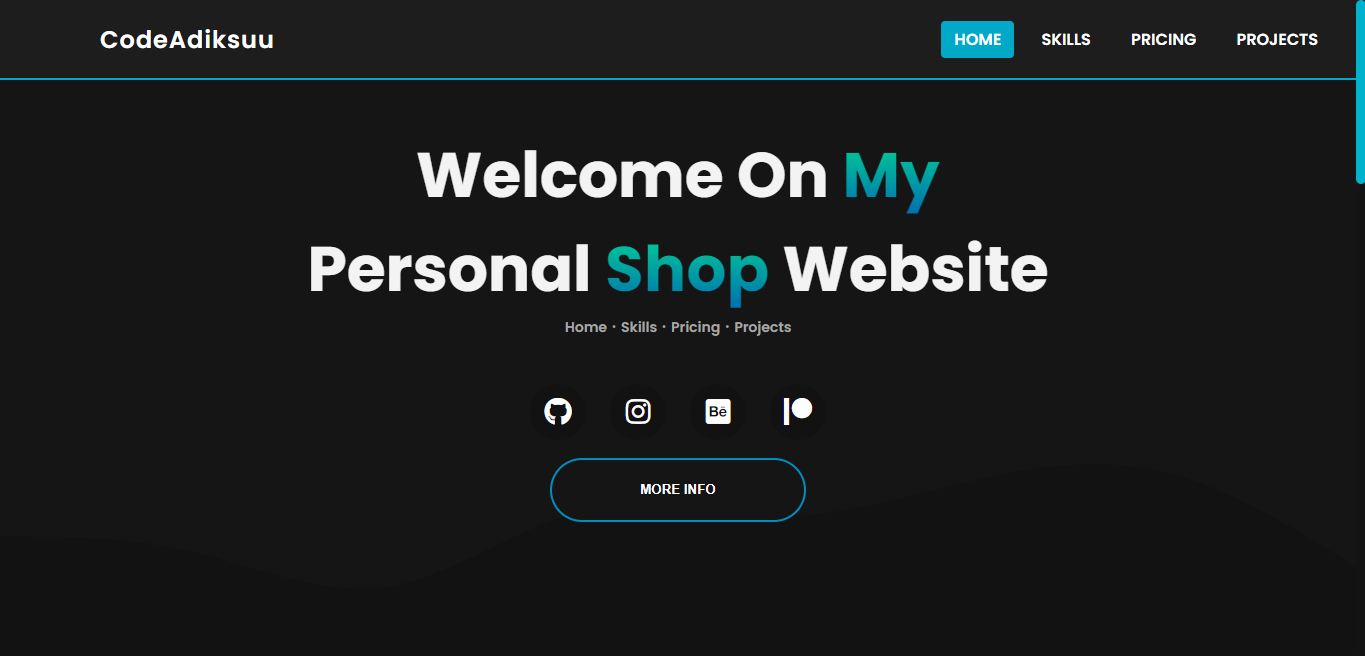 CodeAdiksuu
HOME SKILLS PRICING PROJECTS
Welcome On My
Personal Shop Website
Home · Skills · Pricing · Projects
Bē
MORE INFO